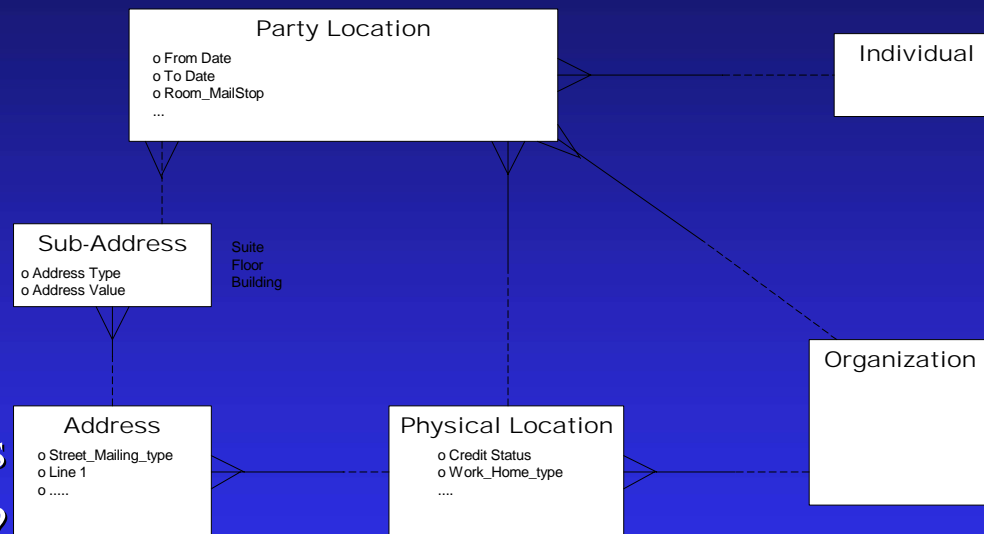 Party Location
o From Date
o To Date
o Room_MailStop
...
Individual
Sub-Address
o Address Type
o Address Value
Suite
Floor
Building
Organization
Address
o Street_Mailing_type
o Line 1
o .....
Physical Location
o Credit Status
o Work_Home_type
....
s